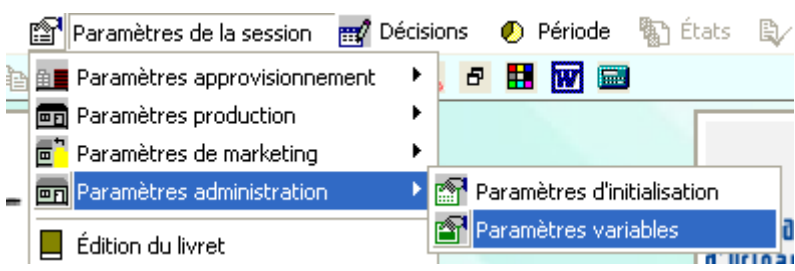 Paramètres de la session Décisions Période États
Paramètres approvisionnement
Paramètres production
Paramètres de marketing
Paramètres administration
Paramètres d'initialisation
Paramètres variables
Édition du livret